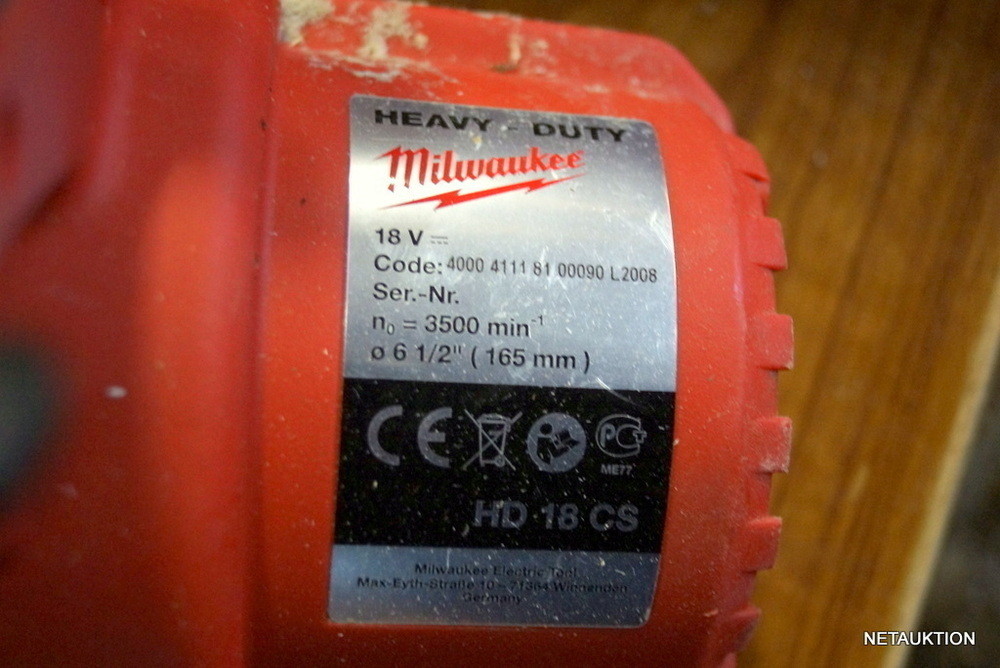 HEAVY - DUTY
Milwaukee
18 V ⎓
Code: 4000 4111 81 00090 L2008
Ser.-Nr.
n₀ = 3500 min⁻¹
ø 6 1/2" ( 165 mm )
CE
PCT
ME77
HD 18 CS
Milwaukee Electric Tool
Max-Eyth-Straße 10 – 71364 Winnenden
Germany
NETAUKTION